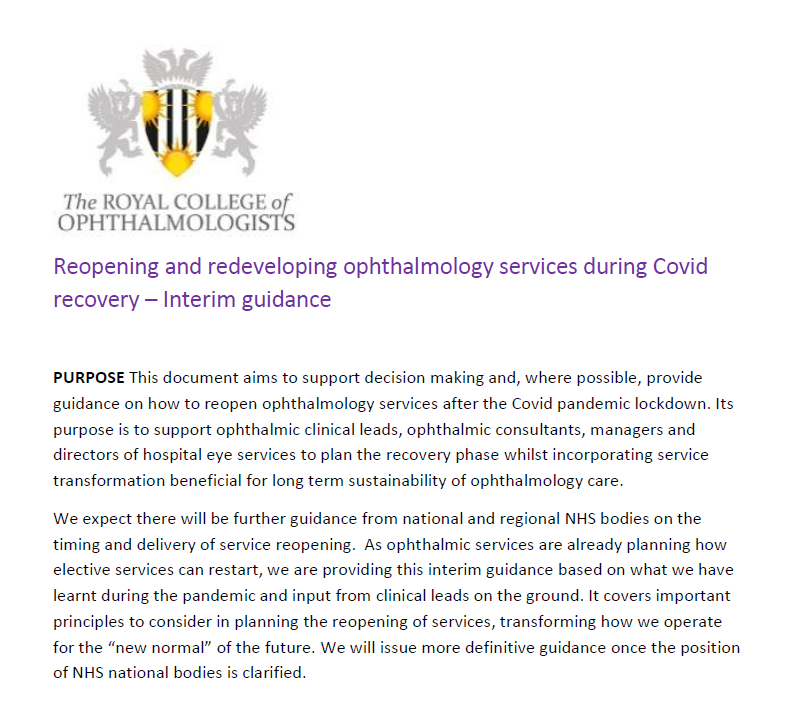 The ROYAL COLLEGE of
OPHTHALMOLOGISTS
Reopening and redeveloping ophthalmology services during Covid
recovery – Interim guidance
PURPOSE This document aims to support decision making and, where possible, provide
guidance on how to reopen ophthalmology services after the Covid pandemic lockdown. Its
purpose is to support ophthalmic clinical leads, ophthalmic consultants, managers and
directors of hospital eye services to plan the recovery phase whilst incorporating service
transformation beneficial for long term sustainability of ophthalmology care.
We expect there will be further guidance from national and regional NHS bodies on the
timing and delivery of service reopening.  As ophthalmic services are already planning how
elective services can restart, we are providing this interim guidance based on what we have
learnt during the pandemic and input from clinical leads on the ground. It covers important
principles to consider in planning the reopening of services, transforming how we operate
for the “new normal” of the future. We will issue more definitive guidance once the position
of NHS national bodies is clarified.